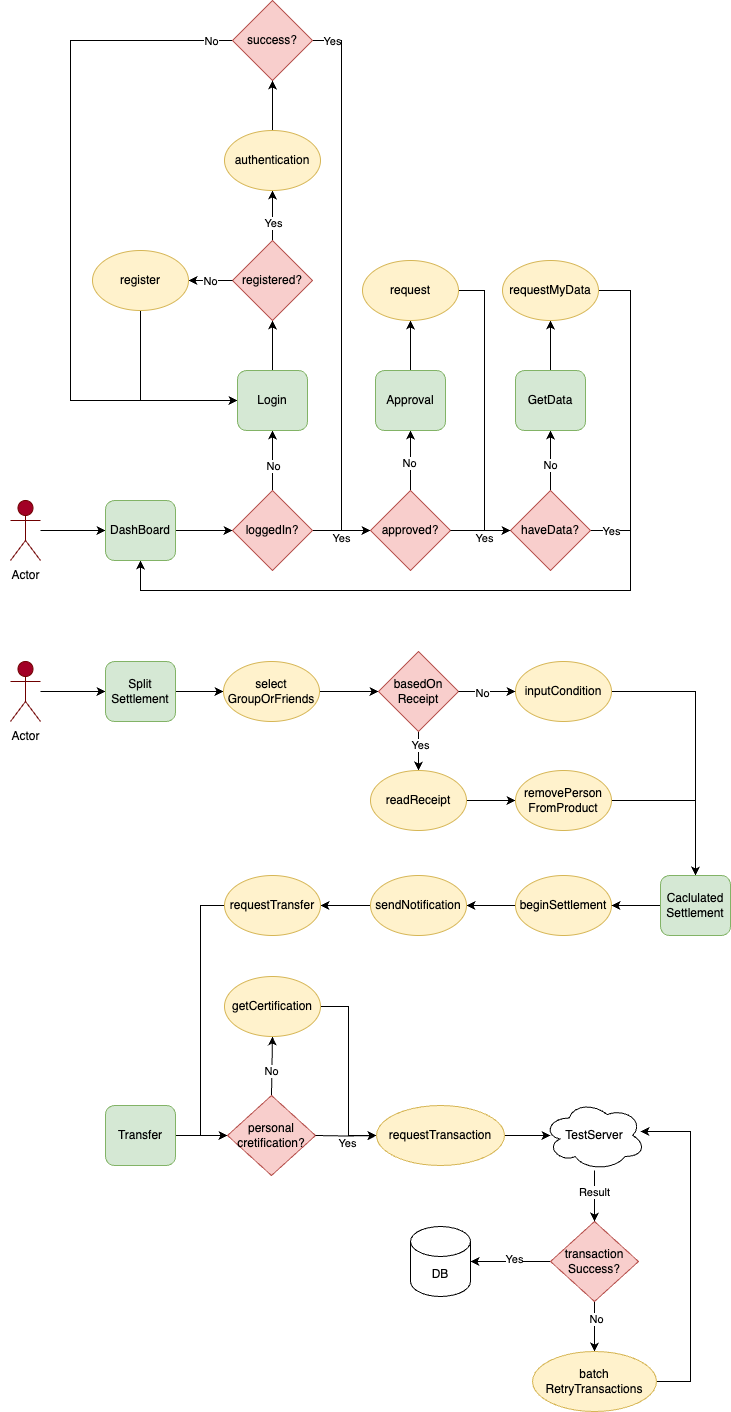 success?
No
Yes
authentication
Yes
register
No
registered?
request
requestMyData
Login
Approval
GetData
No
No
No
DashBoard
loggedIn?
Yes
approved?
Yes
haveData?
Yes
Actor
Split
Settlement
select
GroupOrFriends
basedOn
Receipt
No
inputCondition
Actor
Yes
readReceipt
removePerson
FromProduct
requestTransfer
sendNotification
beginSettlement
Caclulated
Settlement
getCertification
No
Transfer
personal
cretification?
Yes
requestTransaction
TestServer
Result
DB
Yes
transaction
Success?
No
batch
RetryTransactions